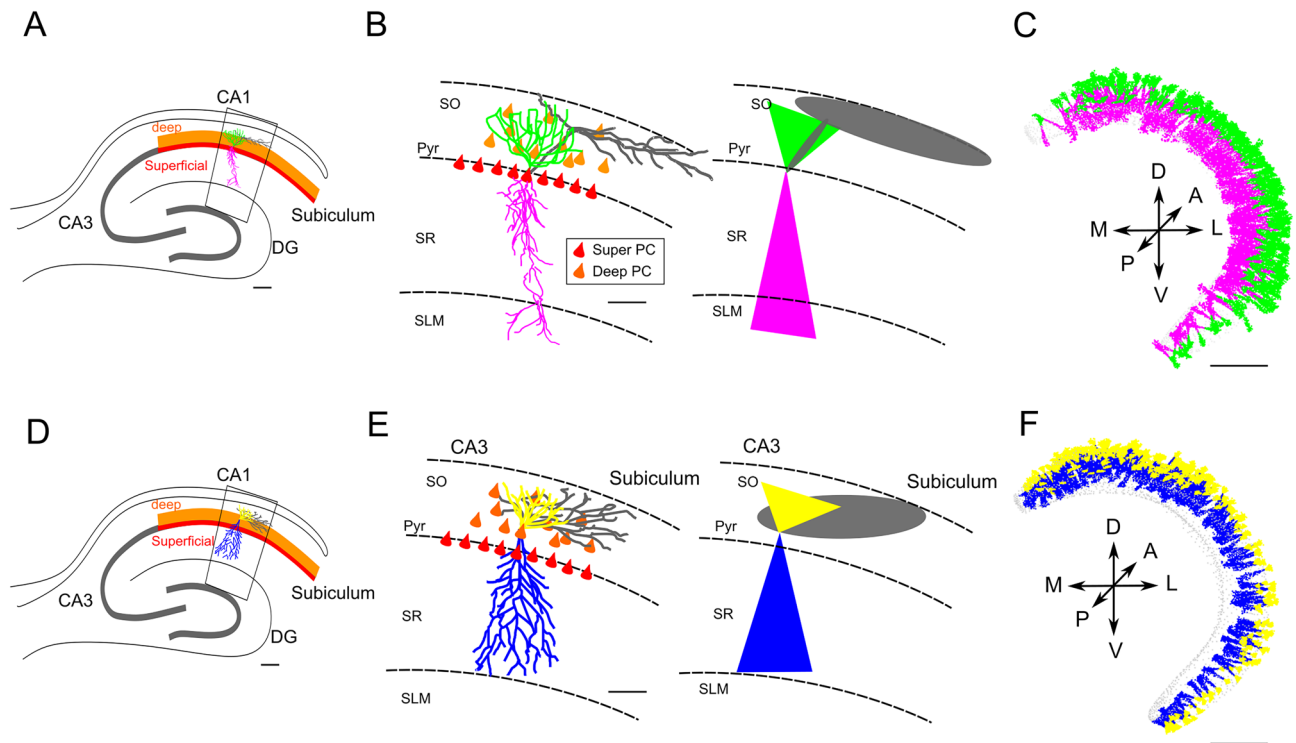 A
CA1
deep
Superficial
CA3
Subiculum
DG
B
SO
Pyr
SR
SLM
Super PC
Deep PC
SO
Pyr
SR
SLM
C
D
A
M
L
P
V
D
CA1
deep
Superficial
CA3
Subiculum
DG
E
CA3
Subiculum
SO
Pyr
SR
SLM
CA3
Subiculum
SO
Pyr
SR
SLM
F
D
A
M
L
P
V